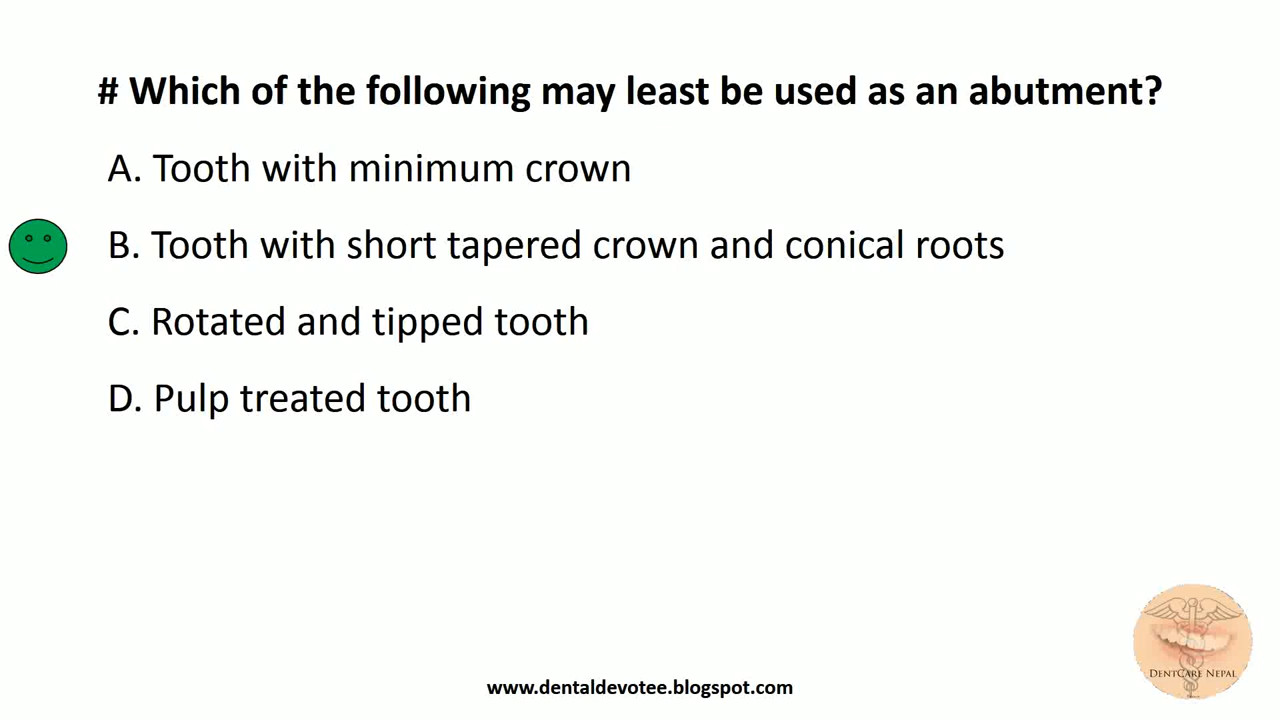 # Which of the following may least be used as an abutment?
A. Tooth with minimum crown
B. Tooth with short tapered crown and conical roots
C. Rotated and tipped tooth
D. Pulp treated tooth
DENTCARE NEPAL
www.dentaldevotee.blogspot.com